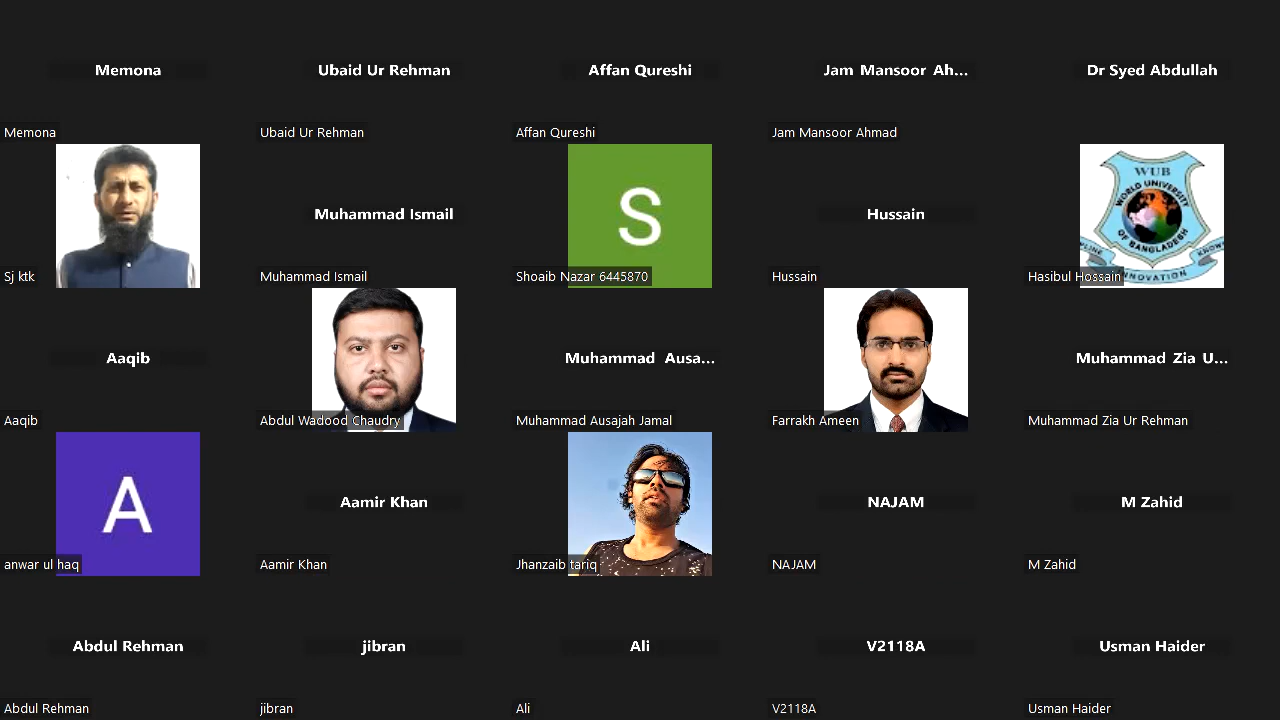 Memona
Ubaid Ur Rehman
Affan Qureshi
Jam Mansoor Ah...
Dr Syed Abdullah
Memona
Ubaid Ur Rehman
Affan Qureshi
Jam Mansoor Ahmad
Sj ktk
Muhammad Ismail
Muhammad Ismail
S
Shoaib Nazar 6445870
Hussain
Hussain
WUB
WORLD UNIVERSITY
OF BANGLADESH
INNOVATION
Hasibul Hossain
Aaqib
Aaqib
Abdul Wadood Chaudry
Muhammad Ausa...
Muhammad Ausajah Jamal
Farrakh Ameen
Muhammad Zia U...
Muhammad Zia Ur Rehman
A
anwar ul haq
Aamir Khan
Aamir Khan
Jhanzaib tariq
NAJAM
NAJAM
M Zahid
M Zahid
Abdul Rehman
Abdul Rehman
jibran
jibran
Ali
Ali
V2118A
V2118A
Usman Haider
Usman Haider